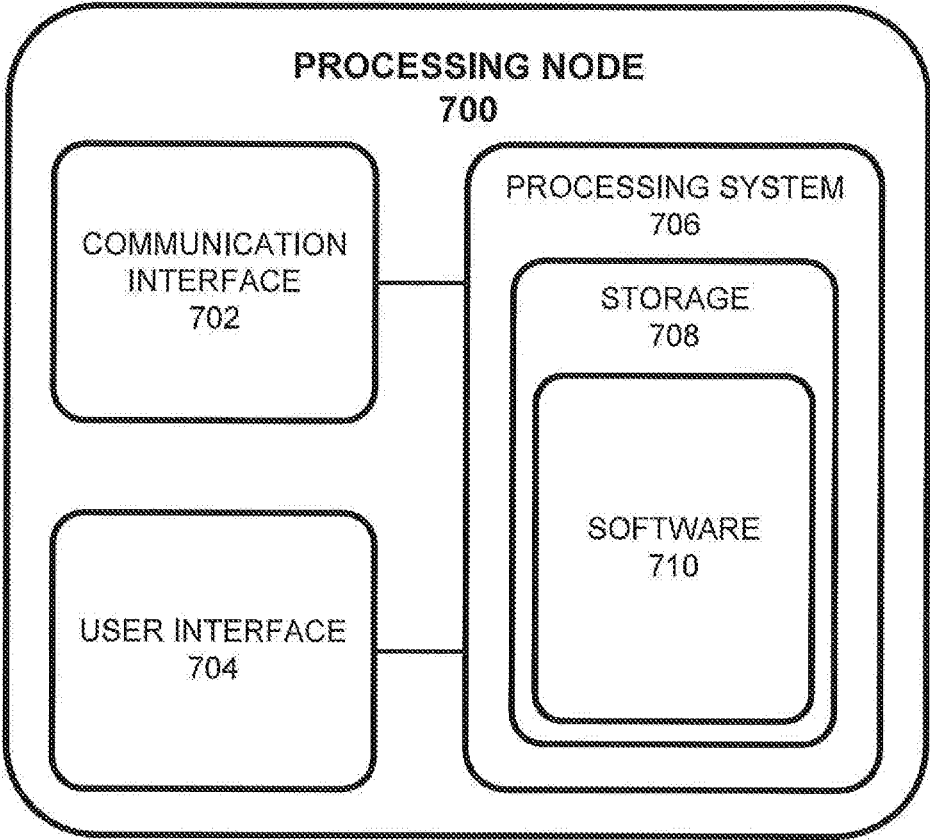 PROCESSING NODE
700
COMMUNICATION
INTERFACE
702
USER INTERFACE
704
PROCESSING SYSTEM
706
STORAGE
708
SOFTWARE
710